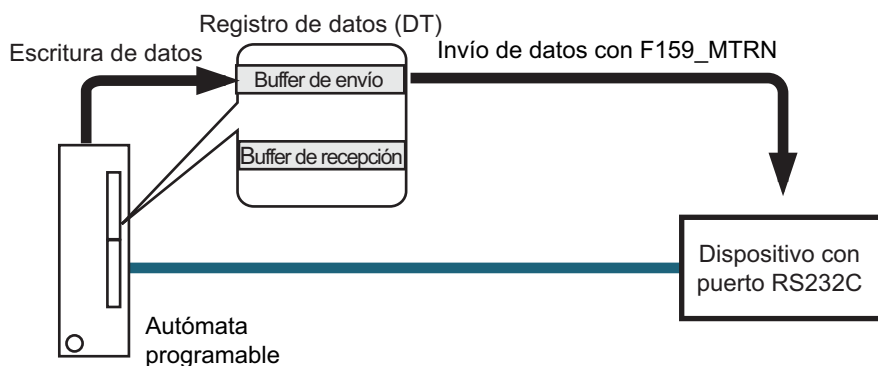 Registro de datos (DT)
Escritura de datos
Invío de datos con F159_MTRN
Buffer de envío
Buffer de recepción
Dispositivo con
puerto RS232C
Autómata
programable